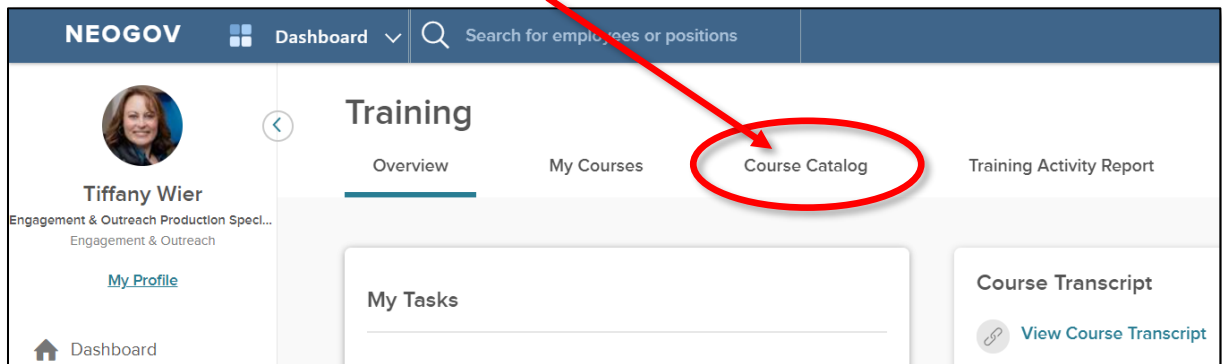 NEOGOV
Dashboard
Search for employees or positions
Tiffany Wier
Engagement & Outreach Production Speci...
Engagement & Outreach
My Profile
Dashboard
Training
Overview
My Courses
Course Catalog
Training Activity Report
My Tasks
Course Transcript
View Course Transcript